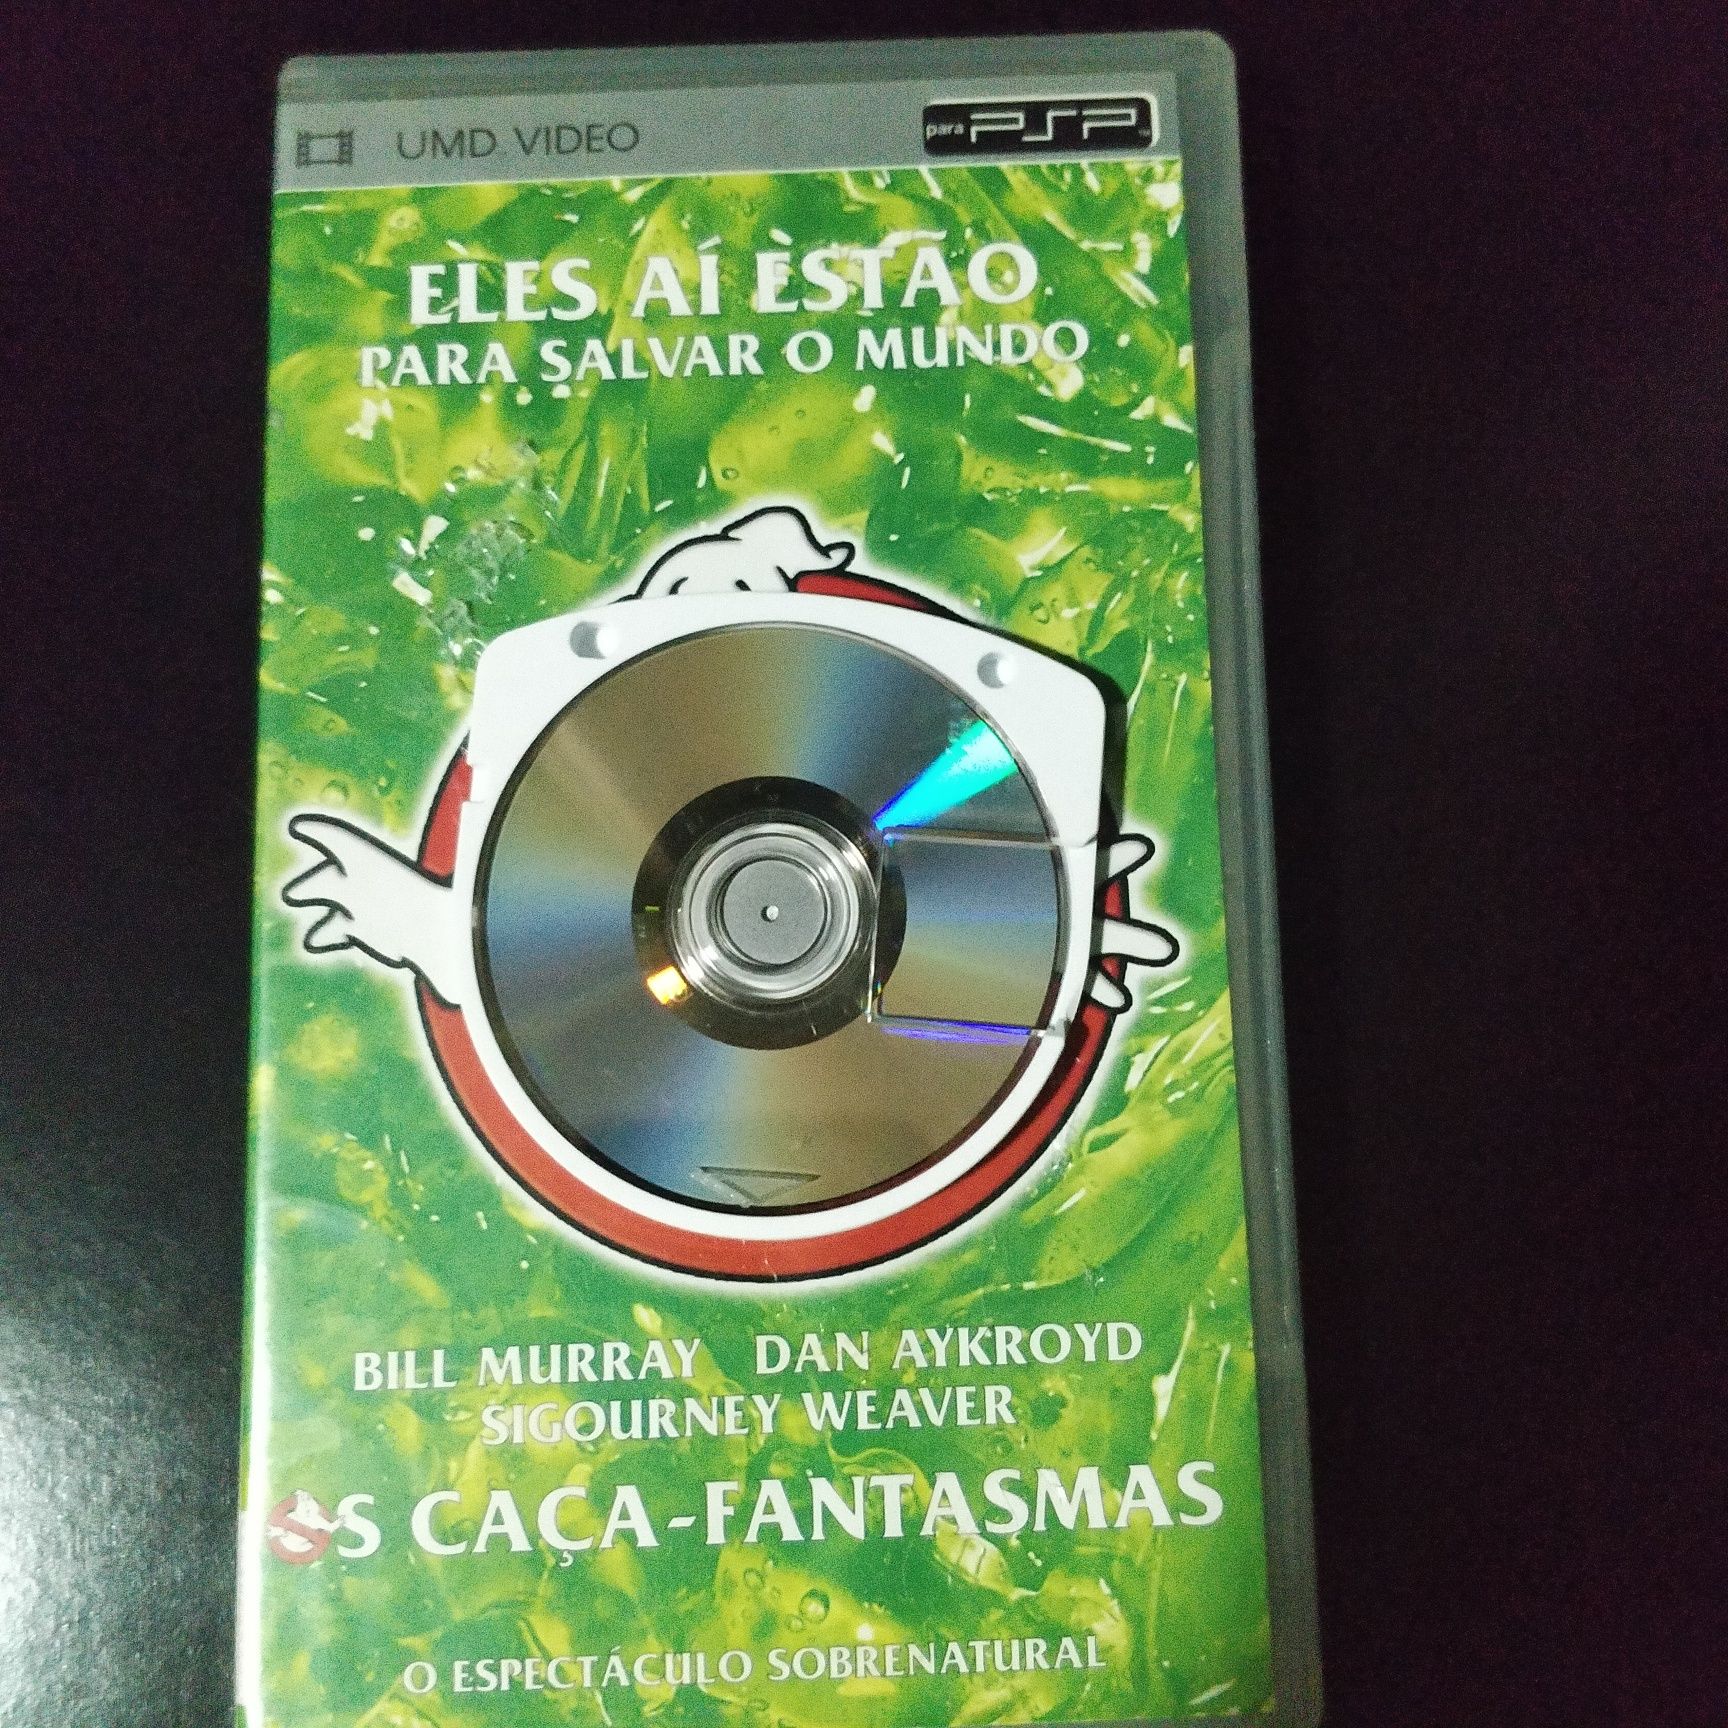 UMD VIDEO
para PSP
ELES AÍ ESTÃO
PARA SALVAR O MUNDO
BILL MURRAY DAN AYKROYD
SIGOURNEY WEAVER
OS CAÇA-FANTASMAS
O ESPECTÁCULO SOBRENATURAL